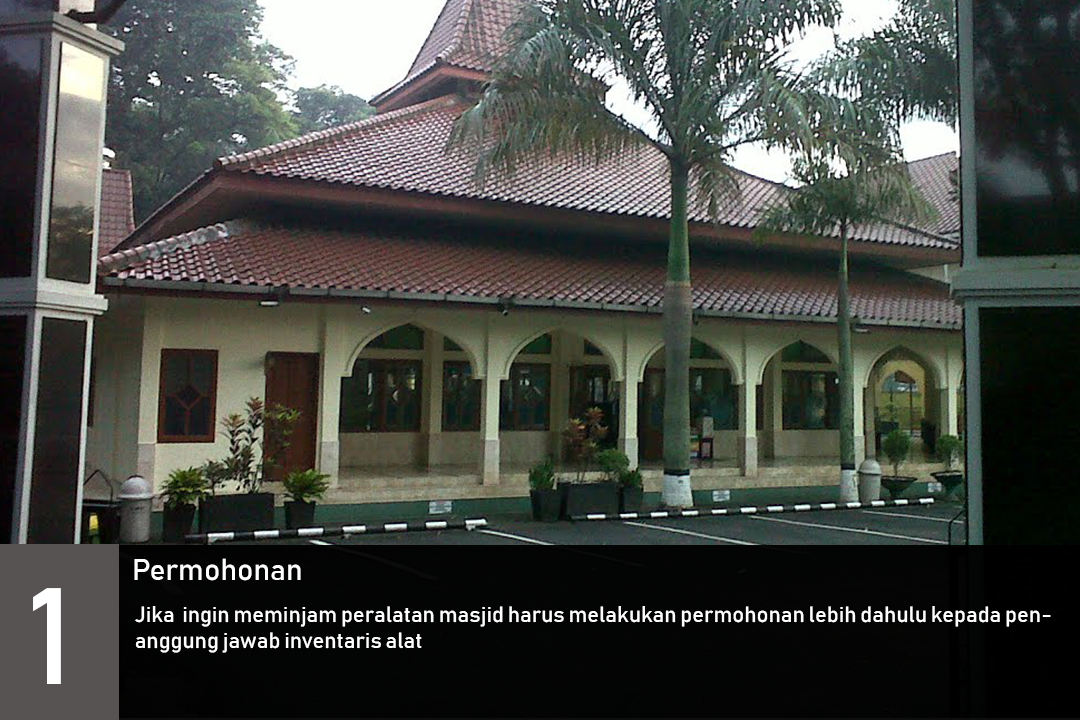 1
Permohonan
Jika ingin meminjam peralatan masjid harus melakukan permohonan lebih dahulu kepada pen-
anggung jawab inventaris alat